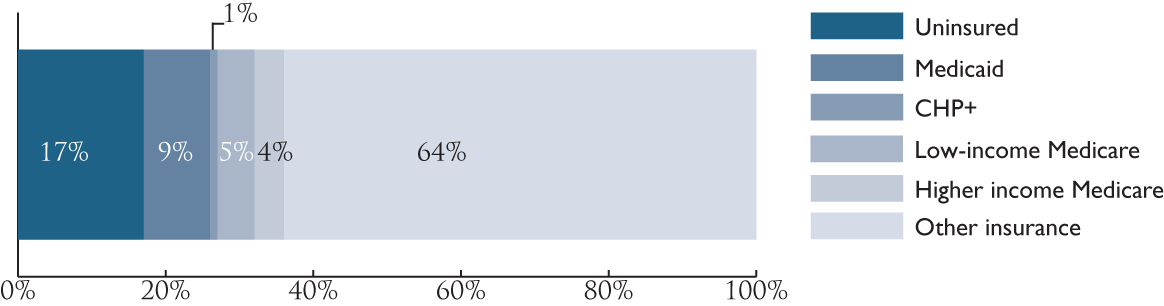 1%
17%
9%
5%
4%
64%
0%
20%
40%
60%
80%
100%
Uninsured
Medicaid
CHP+
Low-income Medicare
Higher income Medicare
Other insurance